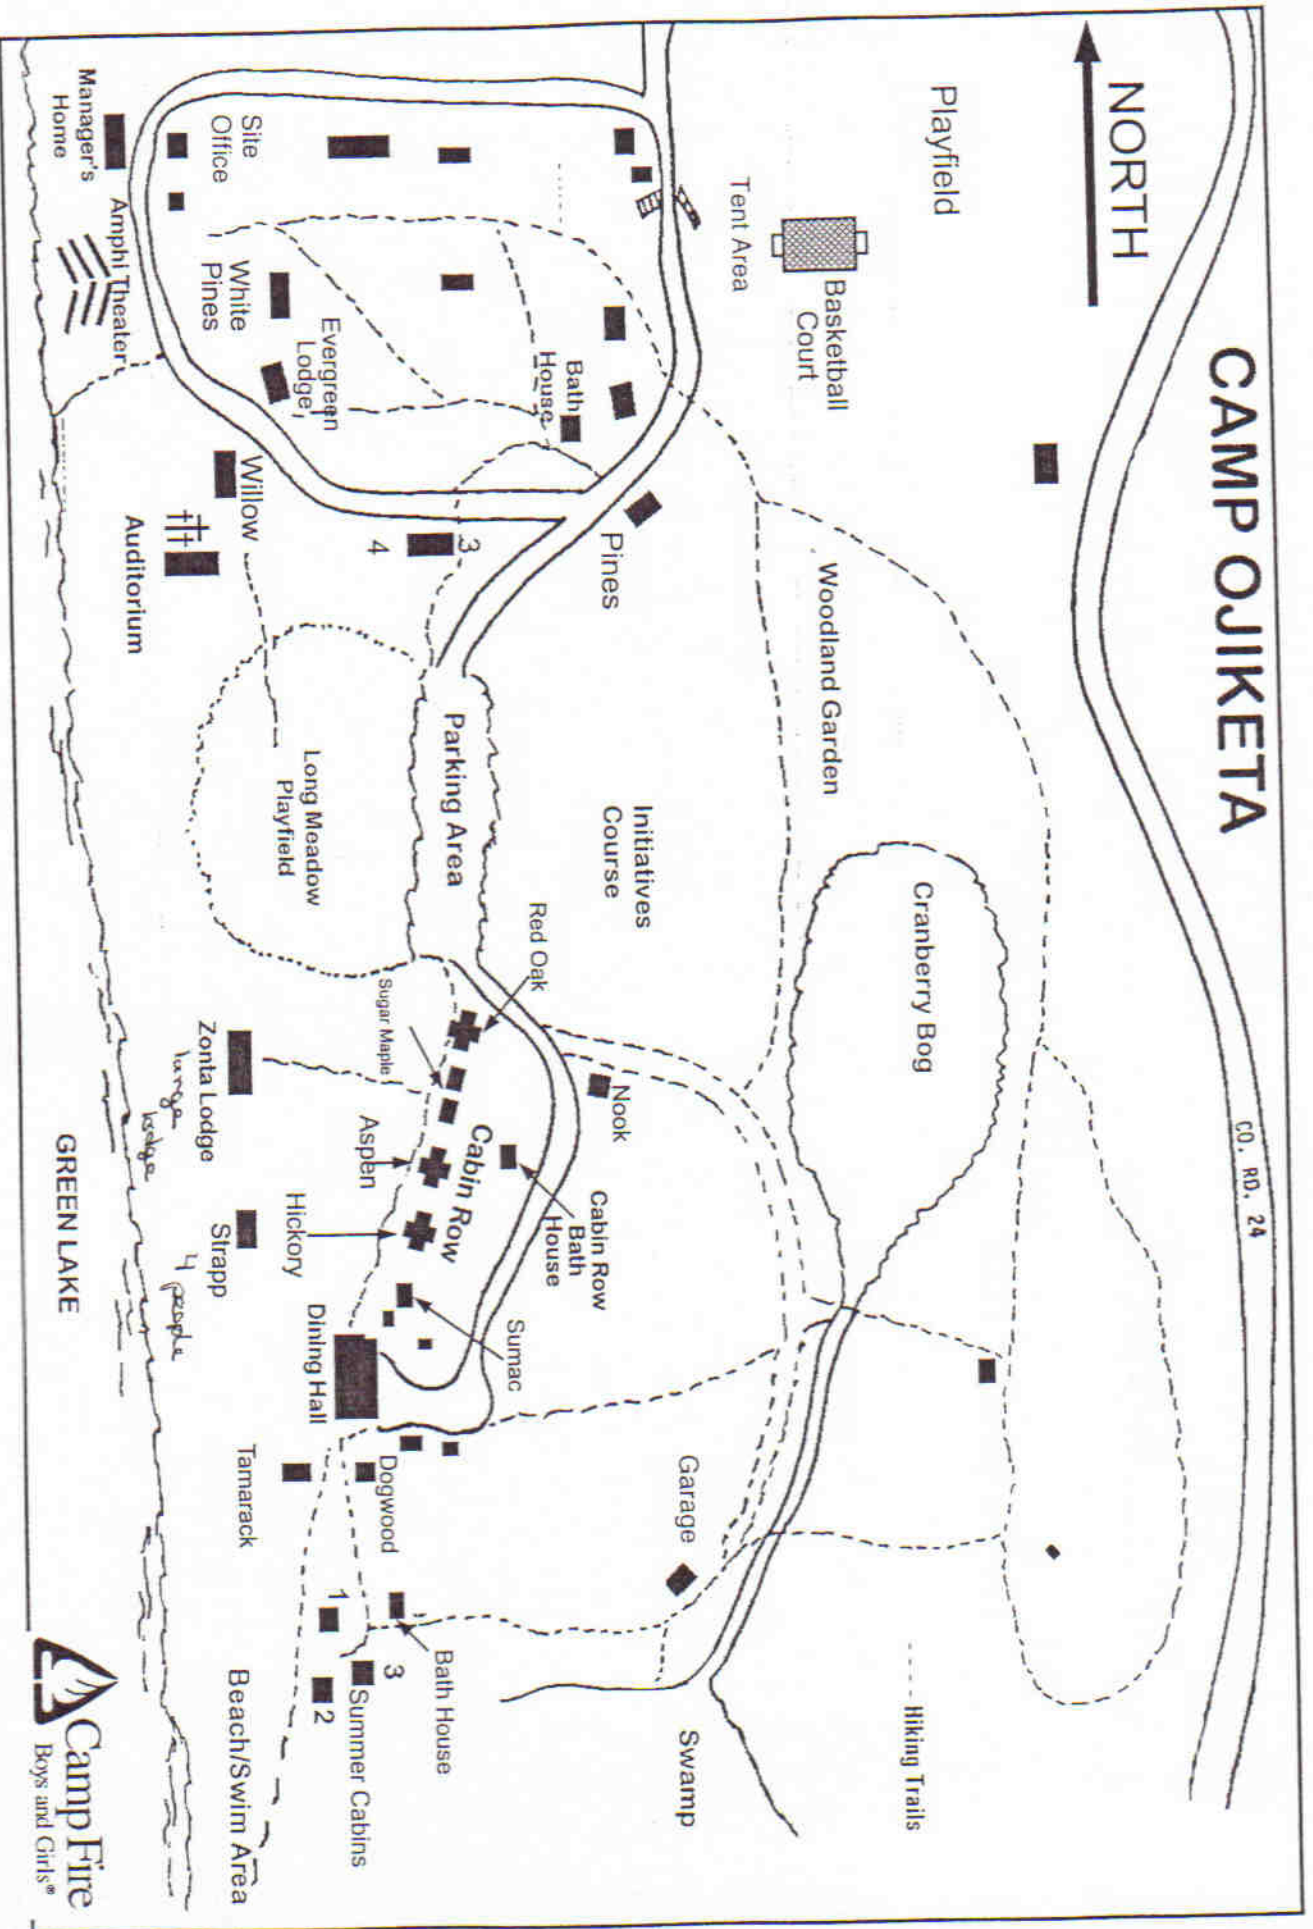 CAMP OJIKETA
NORTH
CO. RD. 24
Playfield
Basketball
Court
Tent Area
Woodland Garden
Cranberry Bog
Hiking Trails
Pines
Initiatives
Course
Red Oak
Nook
Cabin Row
Bath
House
Garage
Swamp
Bath
House
3
4
Parking Area
Sugar Maple
Cabin Row
Aspen
Hickory
Sumac
Dining Hall
Dogwood
Bath House
3
1
2
Summer Cabins
Site
Office
White
Pines
Evergreen
Lodge
Willow
Long Meadow
Playfield
Zonta Lodge
large
lodge
Strapp
4 people
Tamarack
Beach/Swim Area
Manager's
Home
Amphi Theater
Auditorium
GREEN LAKE
Camp Fire
Boys and Girls®